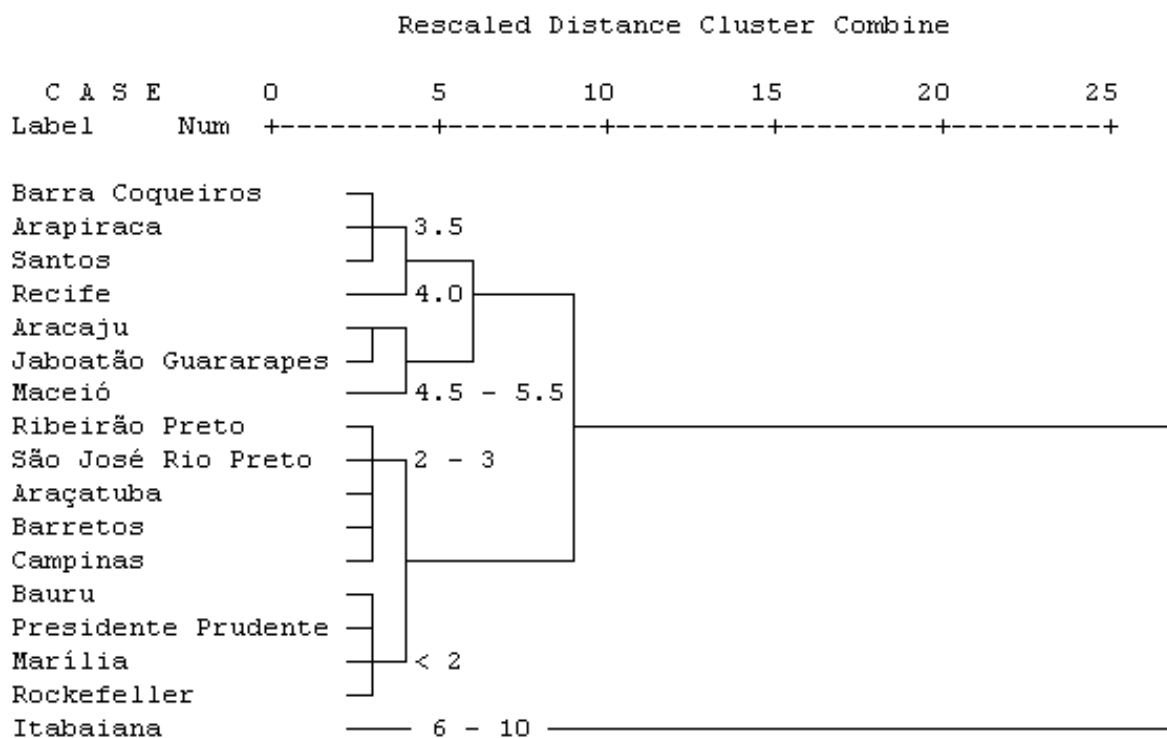 Rescaled Distance Cluster Combine
C A S E 0 5 10 15 20 25
Label Num +---------+---------+---------+---------+---------+
Barra Coqueiros
Arapiraca 3.5
Santos
Recife 4.0
Aracaju
Jaboatão Guararapes
Maceió 4.5 - 5.5
Ribeirão Preto
São José Rio Preto 2 - 3
Araçatuba
Barretos
Campinas
Bauru
Presidente Prudente
Marília < 2
Rockefeller
Itabaiana 6 - 10